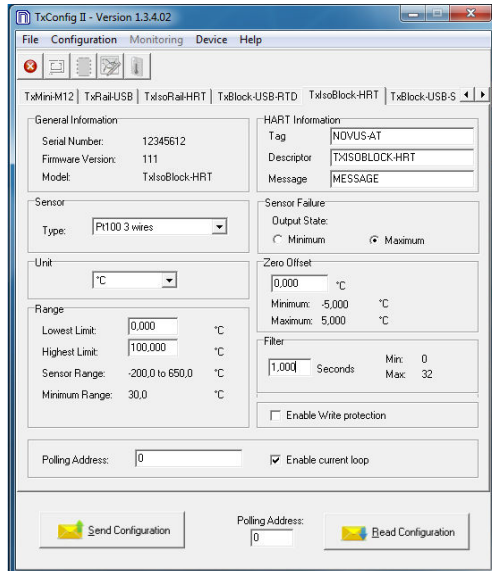 TxConfig II - Version 1.3.4.02
File Configuration Monitoring Device Help
TxMini-M12 TxRail-USB TxIsoRail-HRT TxBlock-USB-RTD TxIsoBlock-HRT TxBlock-USB-S
General Information
Serial Number: 12345612
Firmware Version: 111
Model: TxIsoBlock-HRT
HART Information
Tag NOVUS-AT
Descriptor TXISOBLOCK-HRT
Message MESSAGE
Sensor
Type: Pt100 3 wires
Sensor Failure
Output State:
Minimum Maximum
Unit
°C
Zero Offset
0,000 °C
Minimum: -5,000 °C
Maximum: 5,000 °C
Range
Lowest Limit: 0,000 °C
Highest Limit: 100,000 °C
Sensor Range: -200,0 to 650,0 °C
Minimum Range: 30,0 °C
Filter
1,000 Seconds
Min: 0
Max: 32
Enable Write protection
Polling Address: 0
Enable current loop
Send Configuration
Polling Address:
0
Read Configuration